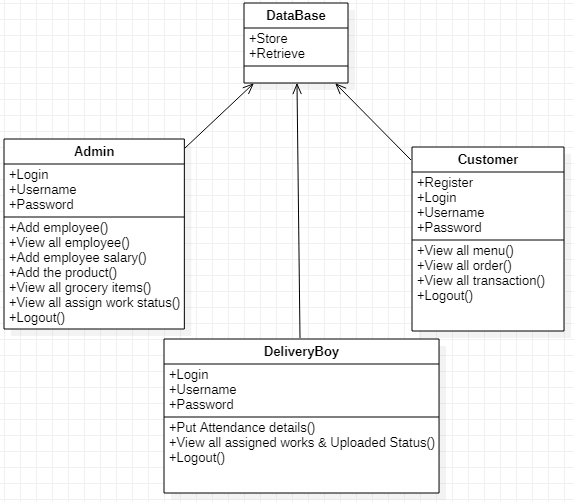 DataBase
+Store
+Retrieve
Admin
+Login
+Username
+Password
+Add employee()
+View all employee()
+Add employee salary()
+Add the product()
+View all grocery items()
+View all assign work status()
+Logout()
Customer
+Register
+Login
+Username
+Password
+View all menu()
+View all order()
+View all transaction()
+Logout()
DeliveryBoy
+Login
+Username
+Password
+Put Attendance details()
+View all assigned works & Uploaded Status()
+Logout()